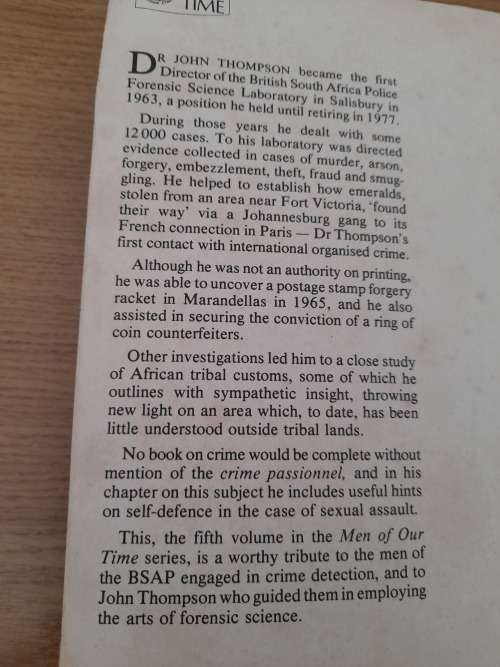 TIME
DR JOHN THOMPSON became the first
Director of the British South Africa Police
Forensic Science Laboratory in Salisbury in
1963, a position he held until retiring in 1977.
During those years he dealt with some
12 000 cases. To his laboratory was directed
evidence collected in cases of murder, arson,
forgery, embezzlement, theft, fraud and smug-
gling. He helped to establish how emeralds,
stolen from an area near Fort Victoria, ‘found
their way’ via a Johannesburg gang to its
French connection in Paris — Dr Thompson's
first contact with international organised crime.
Although he was not an authority on printing,
he was able to uncover a postage stamp forgery
racket in Marandellas in 1965, and he also
assisted in securing the conviction of a ring of
coin counterfeiters.
Other investigations led him to a close study
of African tribal customs, some of which he
outlines with sympathetic insight, throwing
new light on an area which, to date, has been
little understood outside tribal lands.
No book on crime would be complete without
mention of the crime passionnel, and in his
chapter on this subject he includes useful hints
on self-defence in the case of sexual assault.
This, the fifth volume in the Men of Our
Time series, is a worthy tribute to the men of
the BSAP engaged in crime detection, and to
John Thompson who guided them in employing
the arts of forensic science.